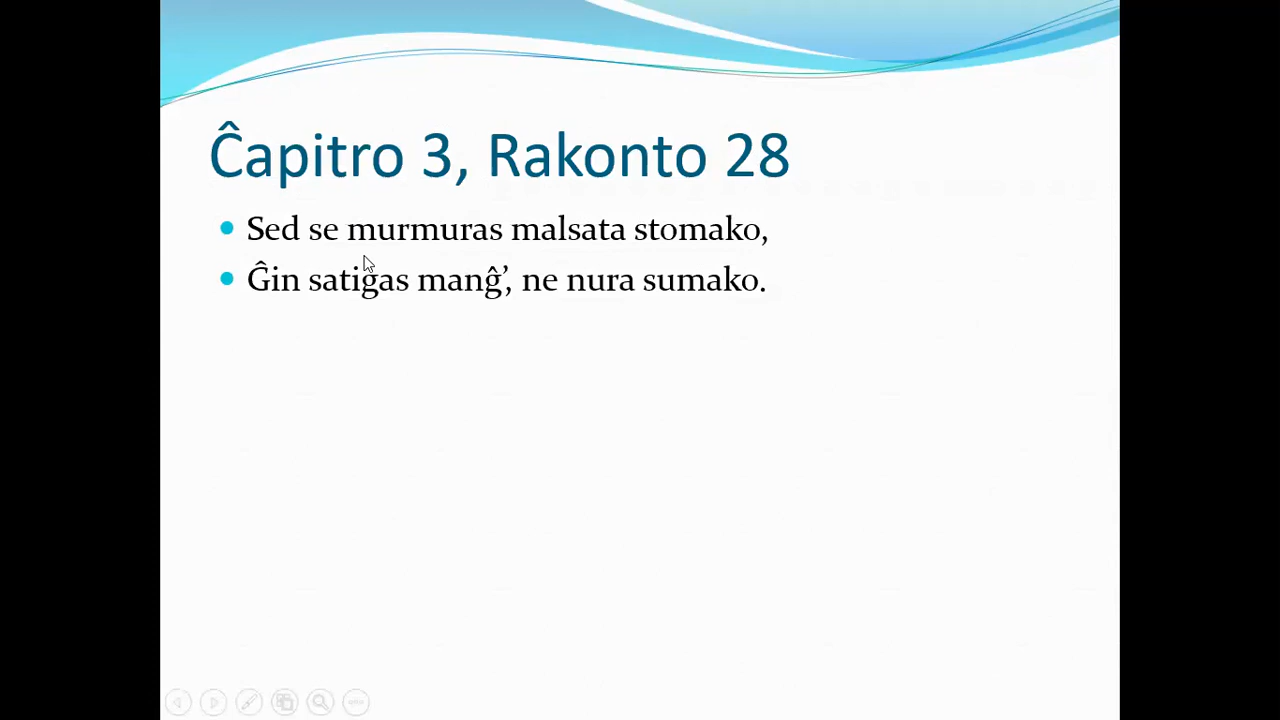 Ĉapitro 3, Rakonto 28
Sed se murmuras malsata stomako,
Ĝin satigas manĝ’, ne nura sumako.